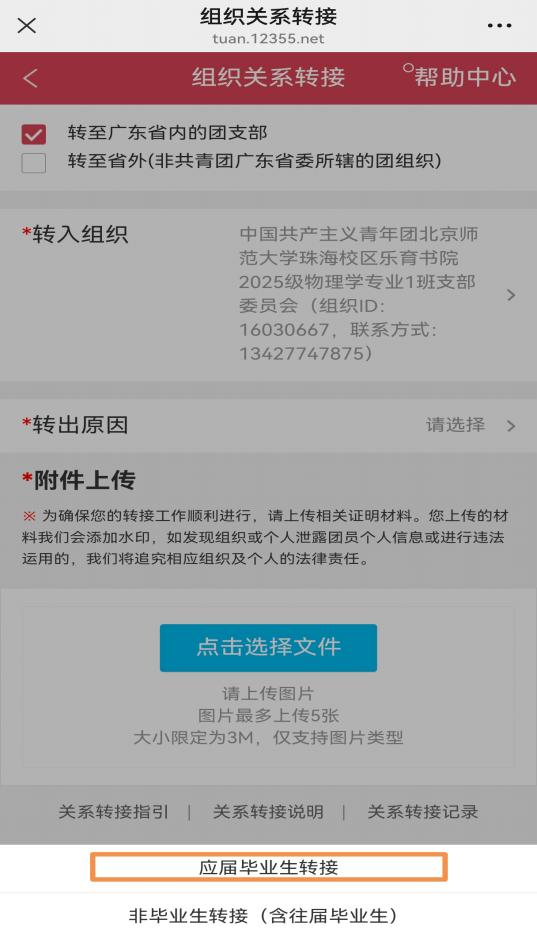 组织关系转接
tuan.12355.net
组织关系转接
帮助中心
转至广东省内的团支部
转至省外(非共青团广东省委所辖的团组织)
*转入组织
中国共产主义青年团北京师
范大学珠海校区乐育书院
2025级物理学专业1班支部
委员会（组织ID:
16030667，联系方式:
13427747875）
*转出原因
请选择
*附件上传
※ 为确保您的转接工作顺利进行，请上传相关证明材料。您上传的材
料我们会添加水印，如发现组织或个人泄露团员个人信息或进行违法
运用的，我们将追究相应组织及个人的法律责任。
点击选择文件
请上传图片
图片最多上传5张
大小限定为3M，仅支持图片类型
关系转接指引 | 关系转接说明 | 关系转接记录
应届毕业生转接
非毕业生转接（含往届毕业生）